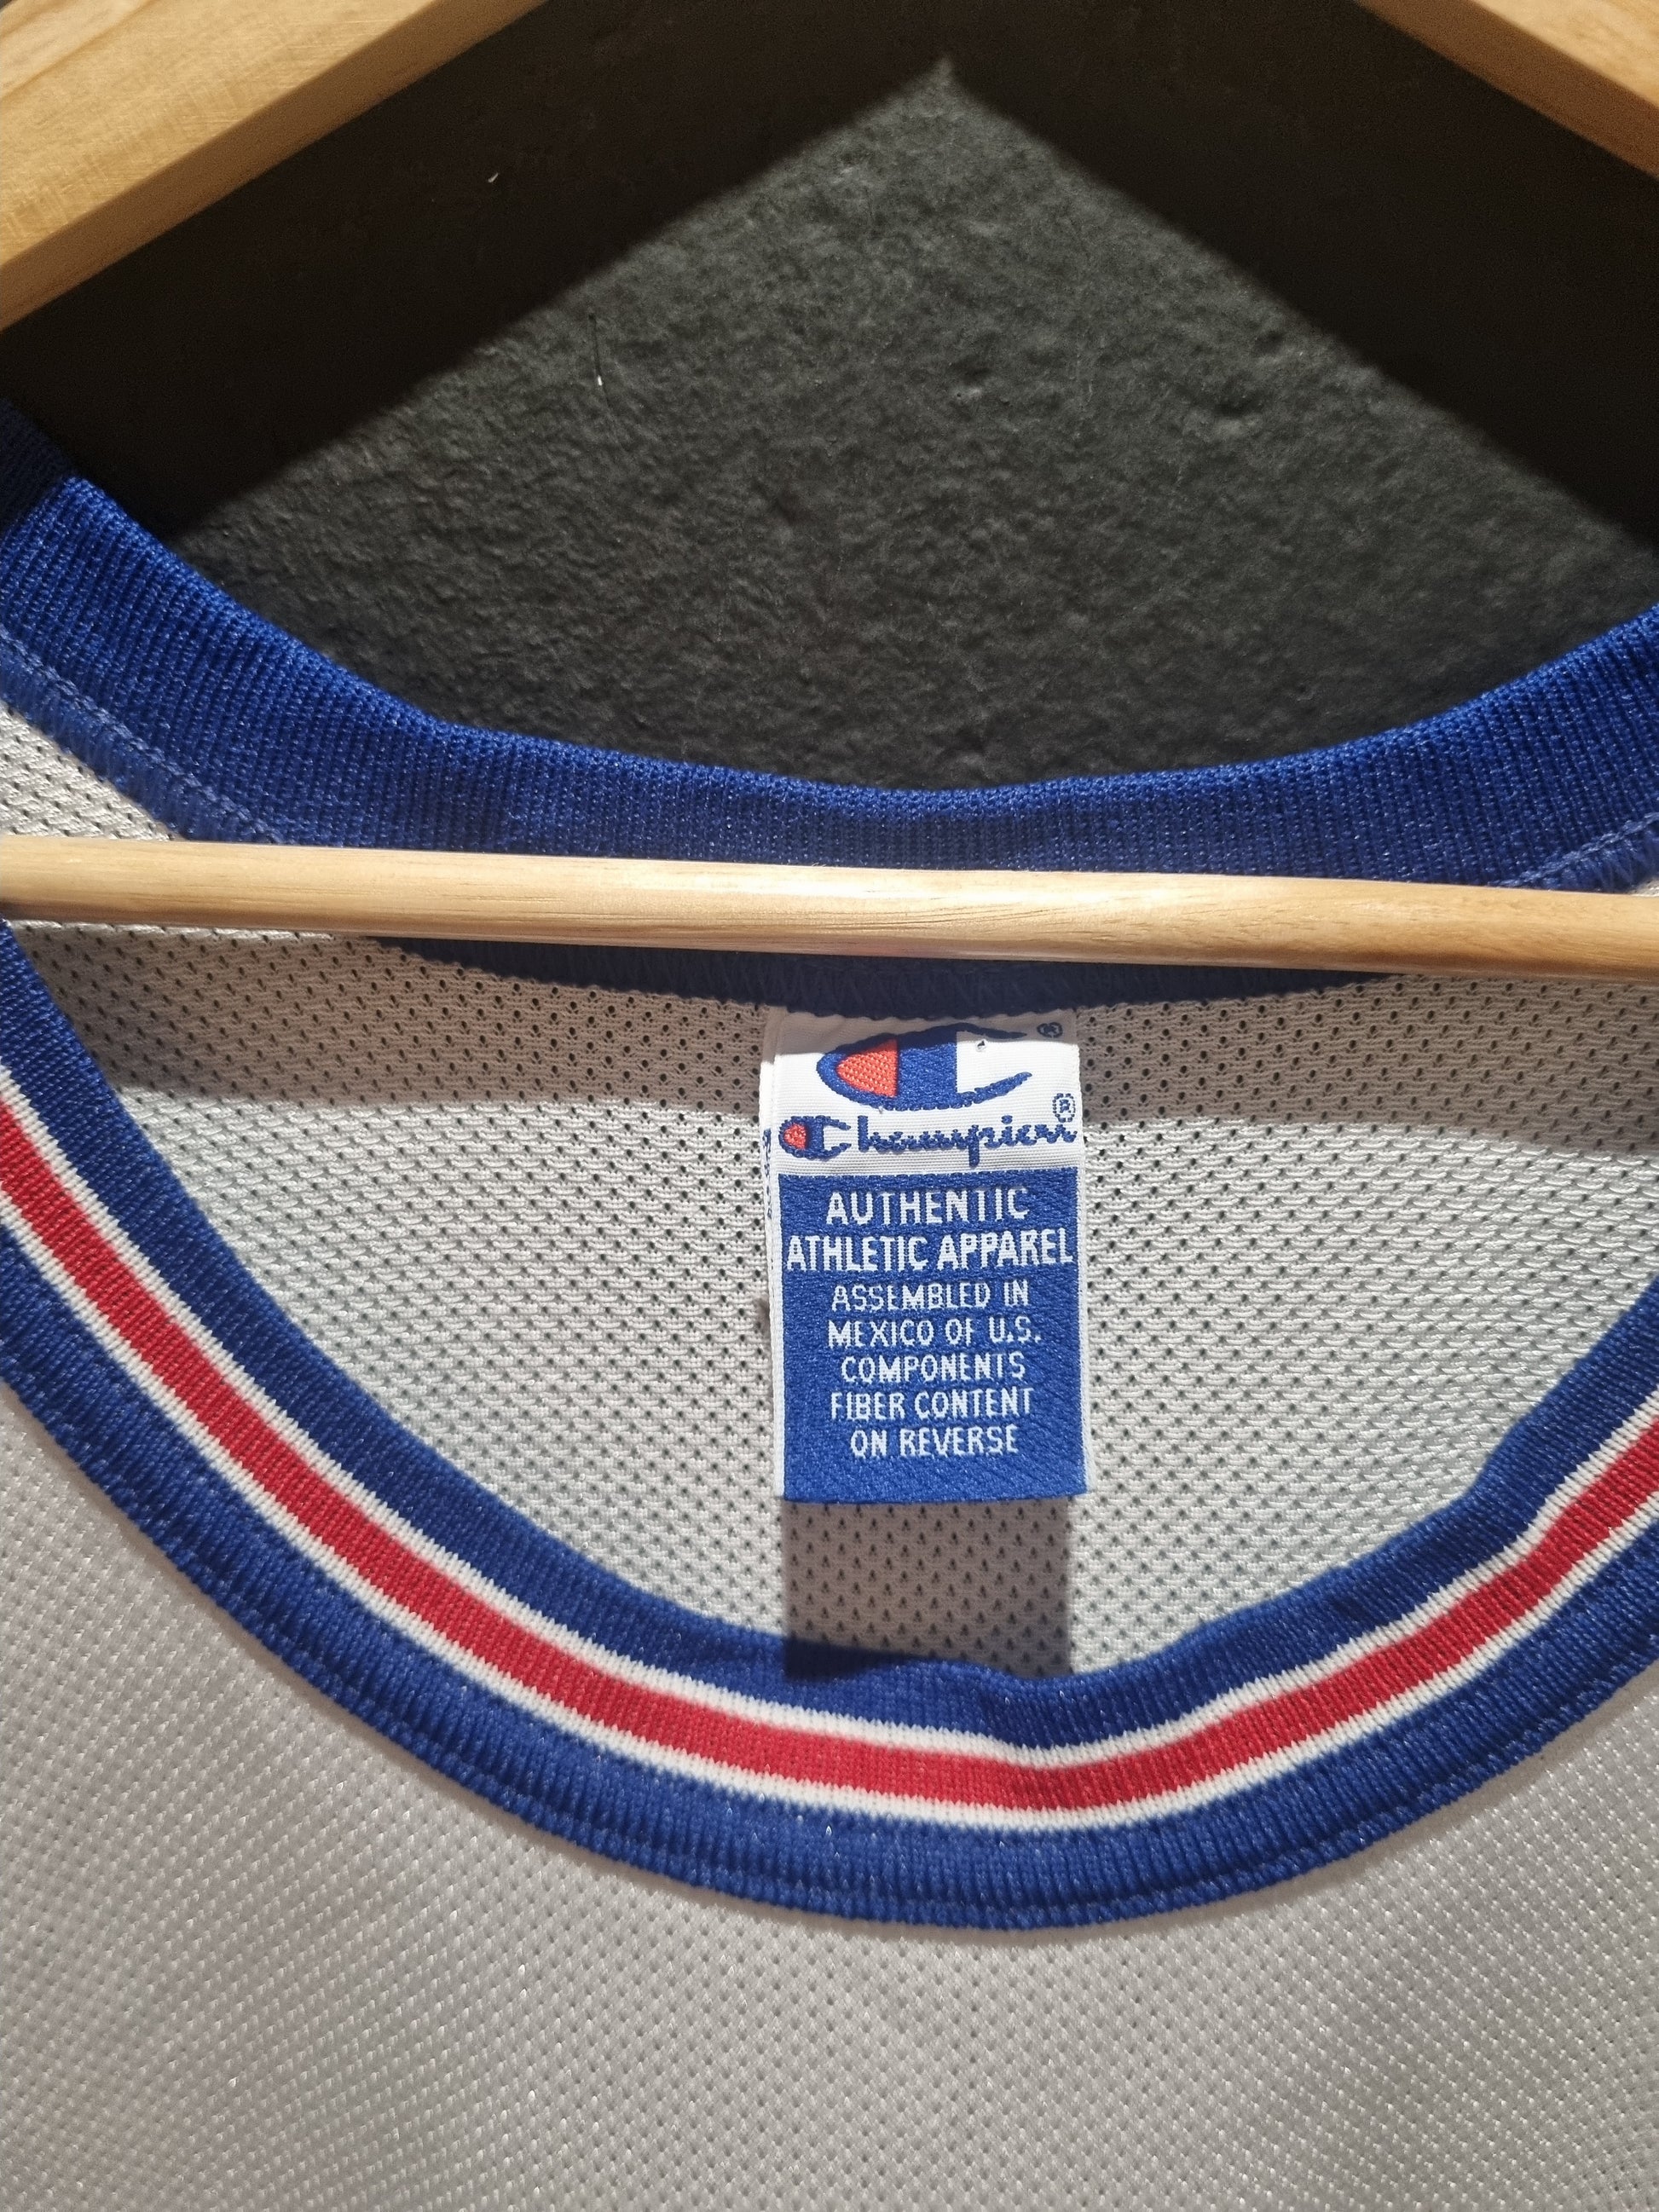 ®
Champion®
AUTHENTIC
ATHLETIC APPAREL
ASSEMBLED IN
MEXICO OF U.S.
COMPONENTS
FIBER CONTENT
ON REVERSE